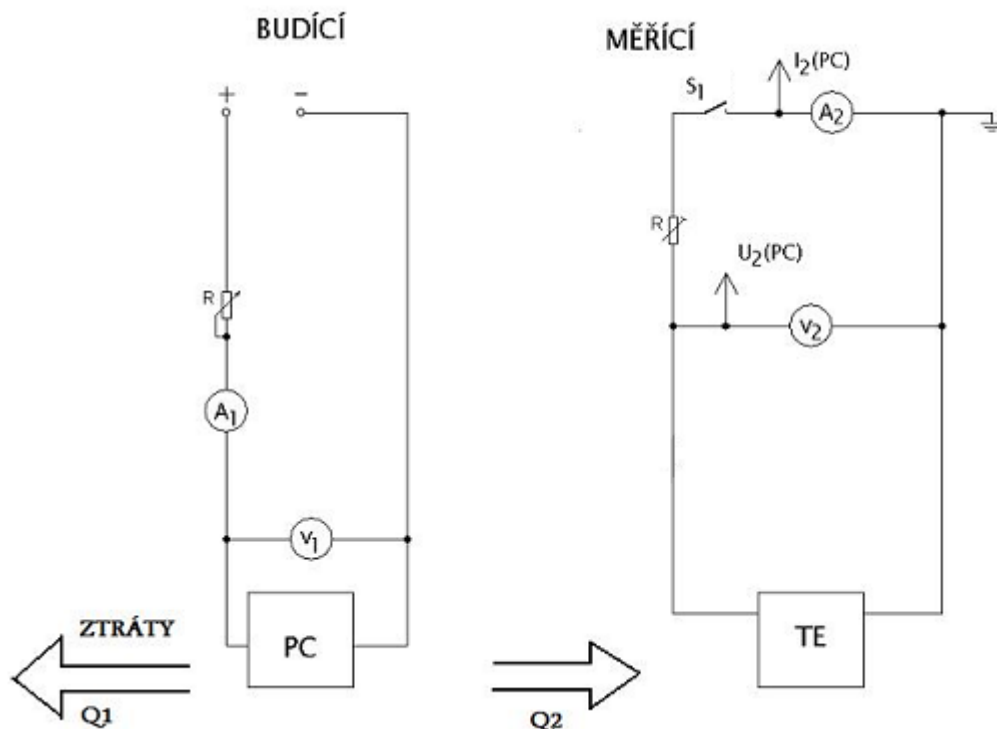 BUDÍCÍ
MĚŘÍCÍ
+ −
S1
I2(PC)
A2
R
U2(PC)
R
V2
A1
V1
ZTRÁTY
PC
TE
Q1
Q2